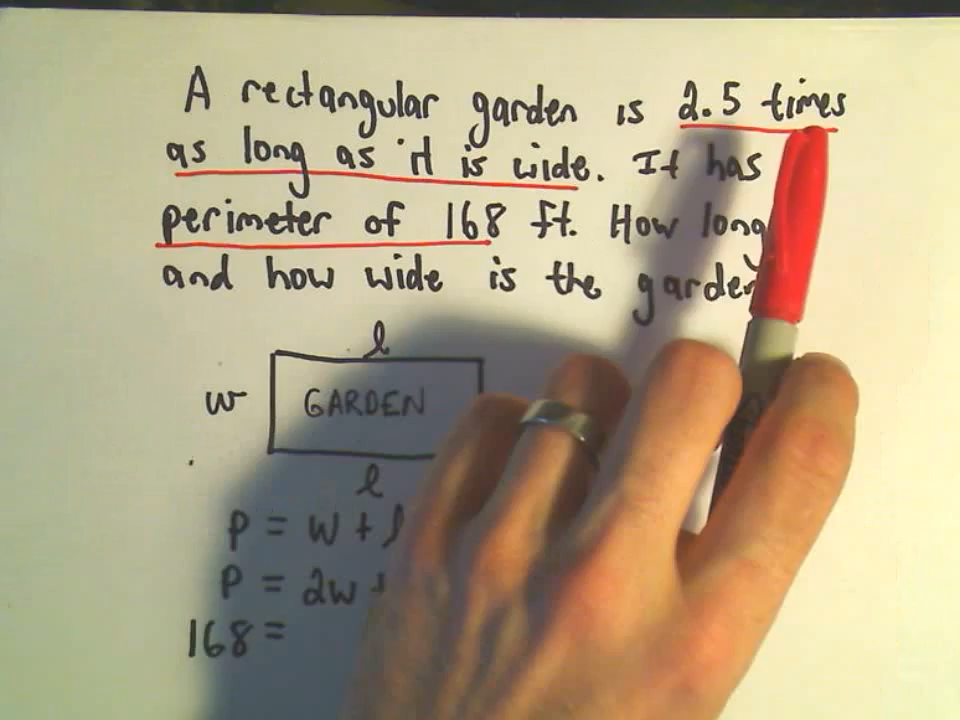 A rectangular garden is 2.5 times
as long as it is wide. It has
perimeter of 168 ft. How long
and how wide is the garden
l
w GARDEN
l
P = w + l
P = 2w +
168 =